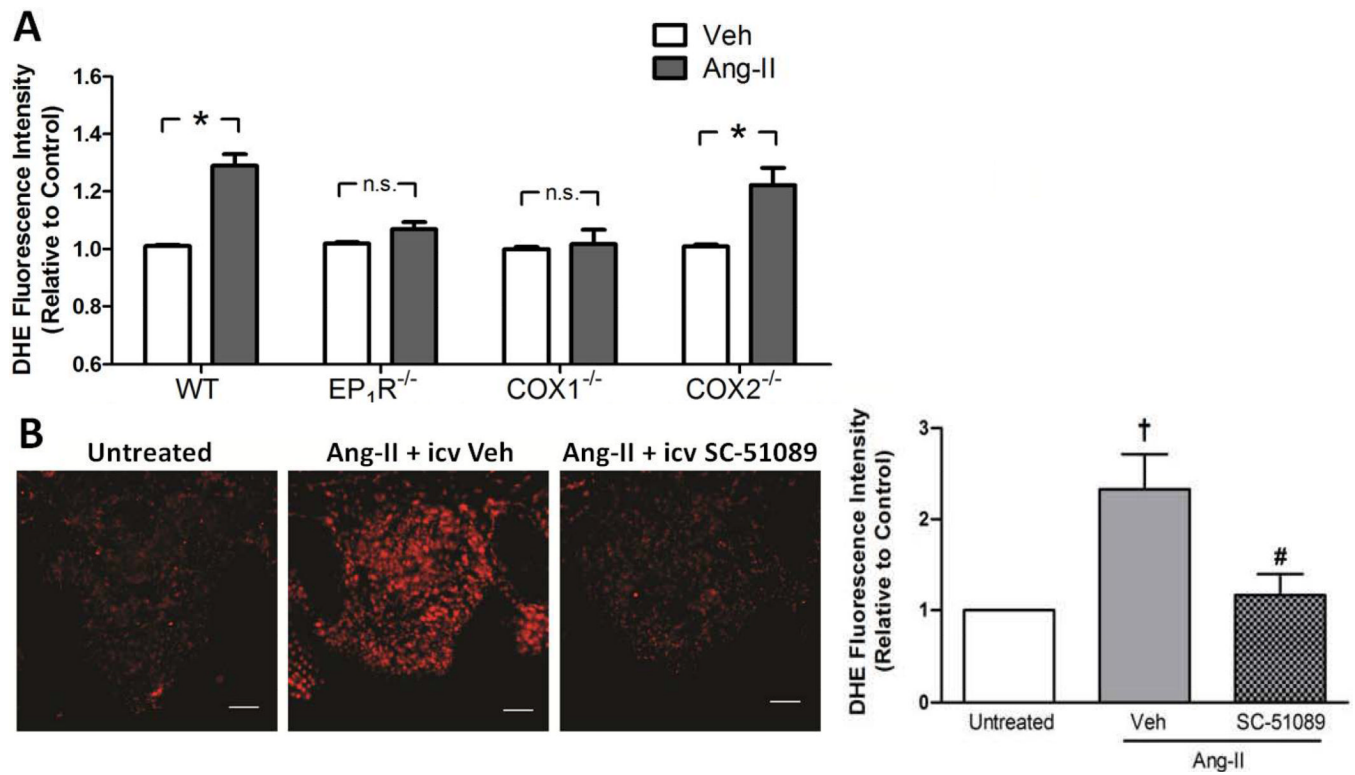 A
Veh
Ang-II
DHE Fluorescence Intensity
(Relative to Control)
1.6
1.4
1.2
1.0
0.8
0.6
*
n.s.
n.s.
*
WT
EP₁R⁻/⁻
COX1⁻/⁻
COX2⁻/⁻
B
Untreated
Ang-II + icv Veh
Ang-II + icv SC-51089
DHE Fluorescence Intensity
(Relative to Control)
3
2
1
0
†
#
Untreated
Veh
SC-51089
Ang-II